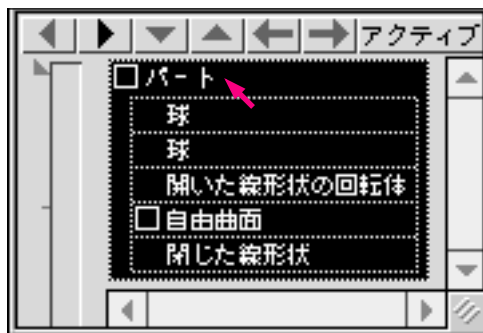 アクティブ
パート
球
球
開いた線形状の回転体
自由曲面
閉じた線形状